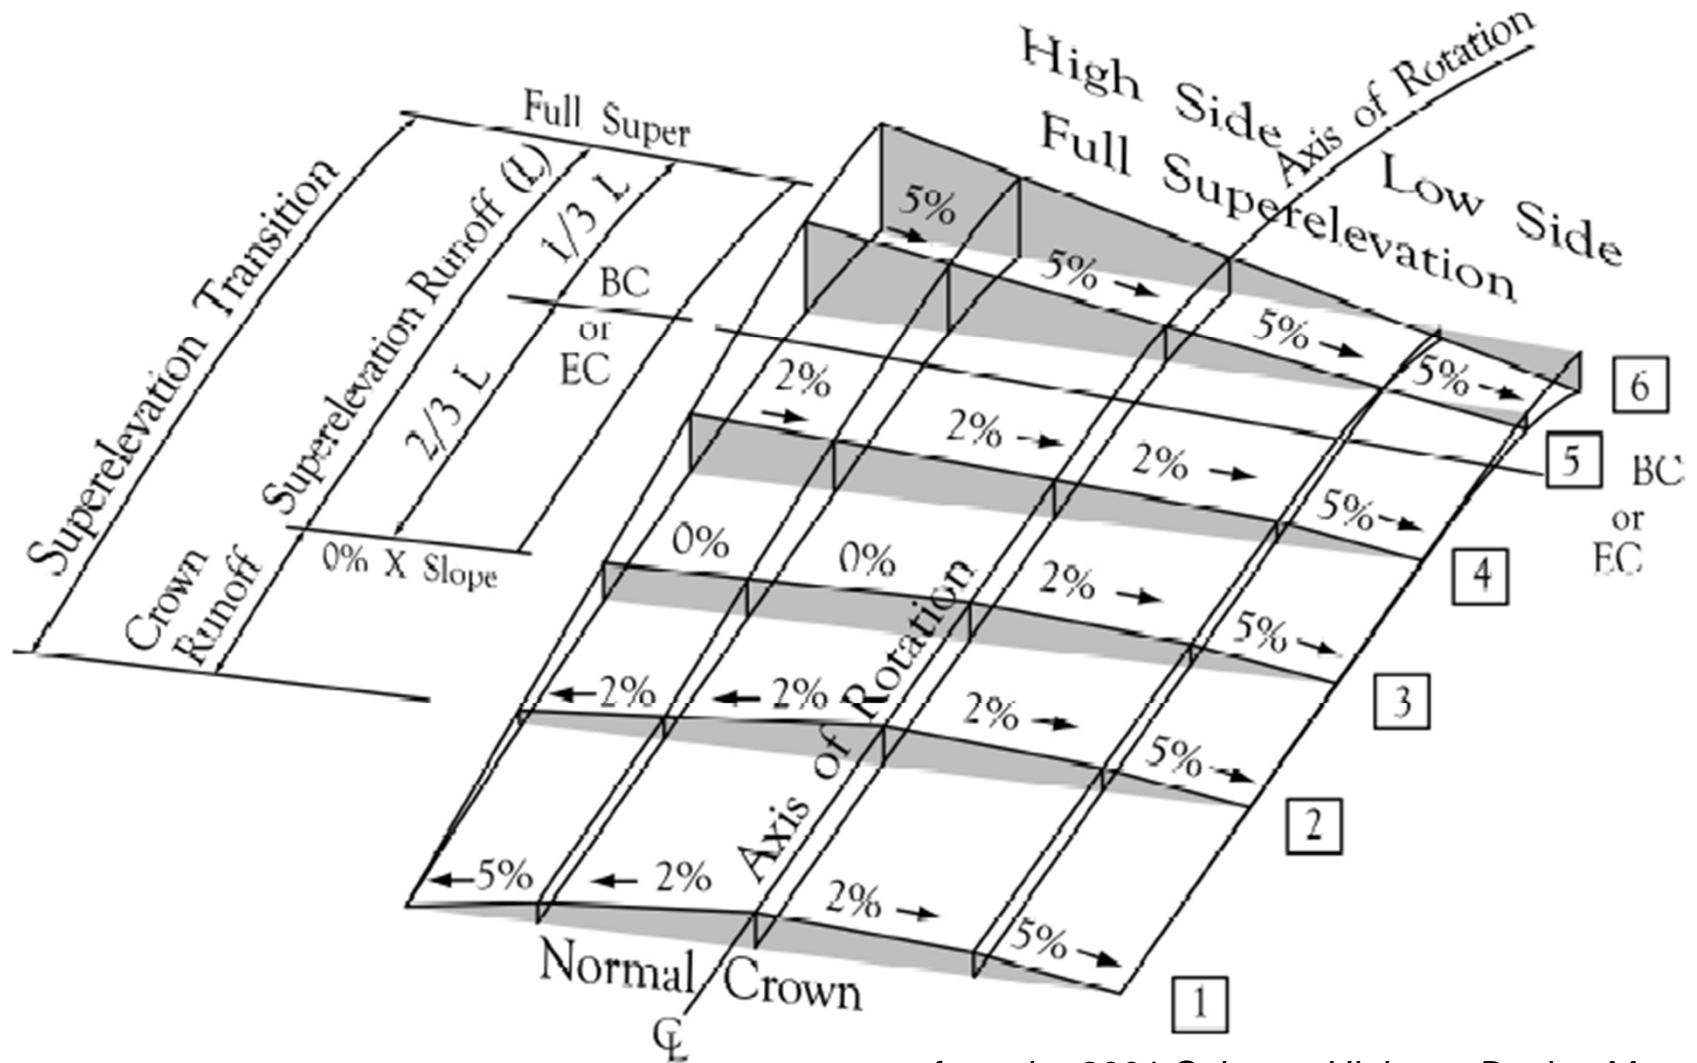 High Side
Axis of Rotation
Low Side
Full Superelevation
Full Super
Superelevation Transition
Superelevation Runoff (L)
1/3 L
BC
or
EC
2/3 L
0% X Slope
Crown
Runoff
5%
5%
5%
5%
6
5
BC
or
EC
2%
2%
2%
5%
4
0%
0%
2%
5%
3
2%
2%
2%
5%
2
Axis of Rotation
5%
2%
2%
5%
1
Normal Crown
℄